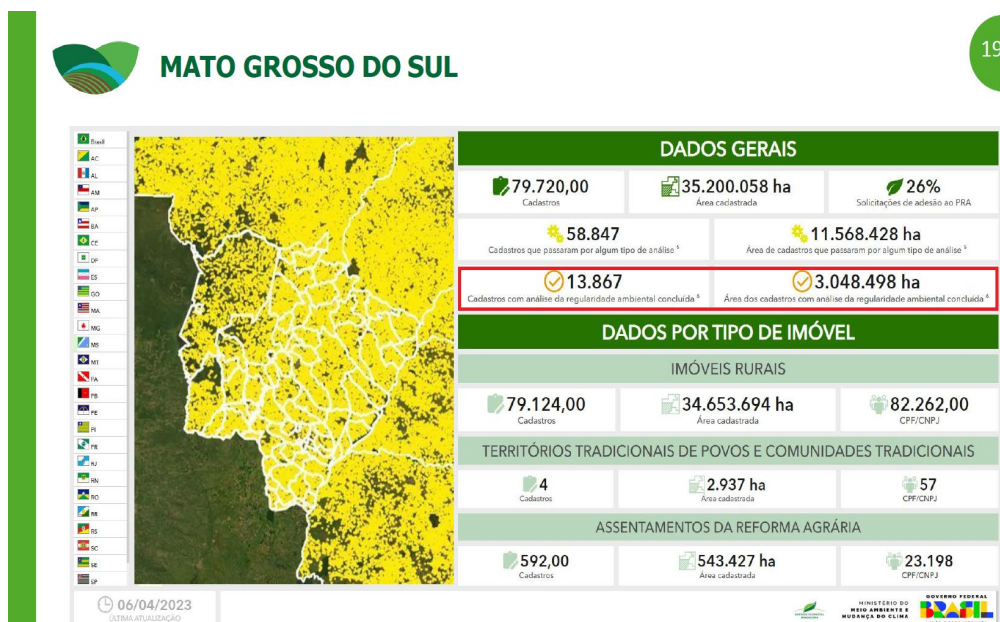 MATO GROSSO DO SUL
19
Brasil
AC
AL
AM
AP
BA
CE
DF
ES
GO
MA
MG
MS
MT
PA
PB
PE
PI
PR
RJ
RN
RO
RR
RS
SC
SE
SP
DADOS GERAIS
79.720,00
Cadastros
35.200.058 ha
Área cadastrada
26%
Solicitações de adesão ao PRA
58.847
Cadastros que passaram por algum tipo de análise 5
11.568.428 ha
Área de cadastros que passaram por algum tipo de análise 5
13.867
Cadastros com análise da regularidade ambiental concluída 6
3.048.498 ha
Área dos cadastros com análise da regularidade ambiental concluída 6
DADOS POR TIPO DE IMÓVEL
IMÓVEIS RURAIS
79.124,00
Cadastros
34.653.694 ha
Área cadastrada
82.262,00
CPF/CNPJ
TERRITÓRIOS TRADICIONAIS DE POVOS E COMUNIDADES TRADICIONAIS
4
Cadastros
2.937 ha
Área cadastrada
57
CPF/CNPJ
ASSENTAMENTOS DA REFORMA AGRÁRIA
592,00
Cadastros
543.427 ha
Área cadastrada
23.198
CPF/CNPJ
06/04/2023
ÚLTIMA ATUALIZAÇÃO
MINISTÉRIO DO
MEIO AMBIENTE E
MUDANÇA DO CLIMA
GOVERNO FEDERAL
BRASIL